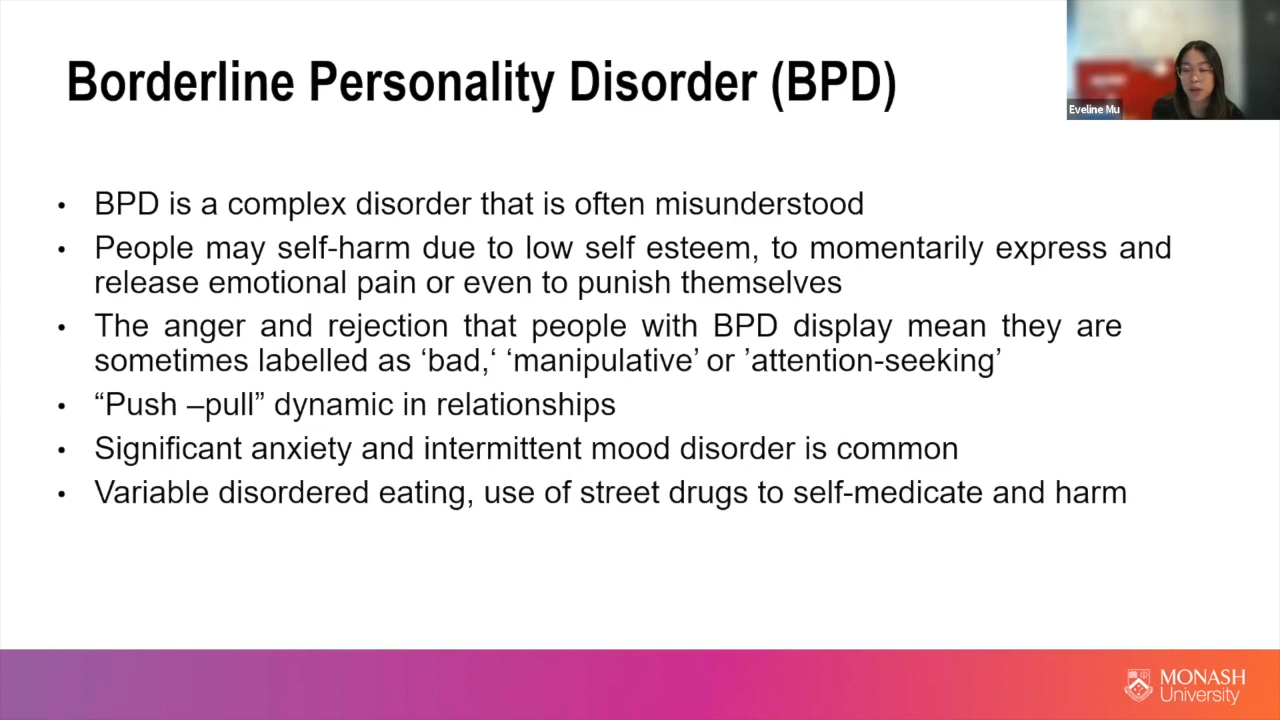 Borderline Personality Disorder (BPD)
Eveline Mu
• BPD is a complex disorder that is often misunderstood
• People may self-harm due to low self esteem, to momentarily express and
release emotional pain or even to punish themselves
• The anger and rejection that people with BPD display mean they are
sometimes labelled as ‘bad,‘ ‘manipulative’ or ’attention-seeking’
• “Push –pull” dynamic in relationships
• Significant anxiety and intermittent mood disorder is common
• Variable disordered eating, use of street drugs to self-medicate and harm
MONASH
University